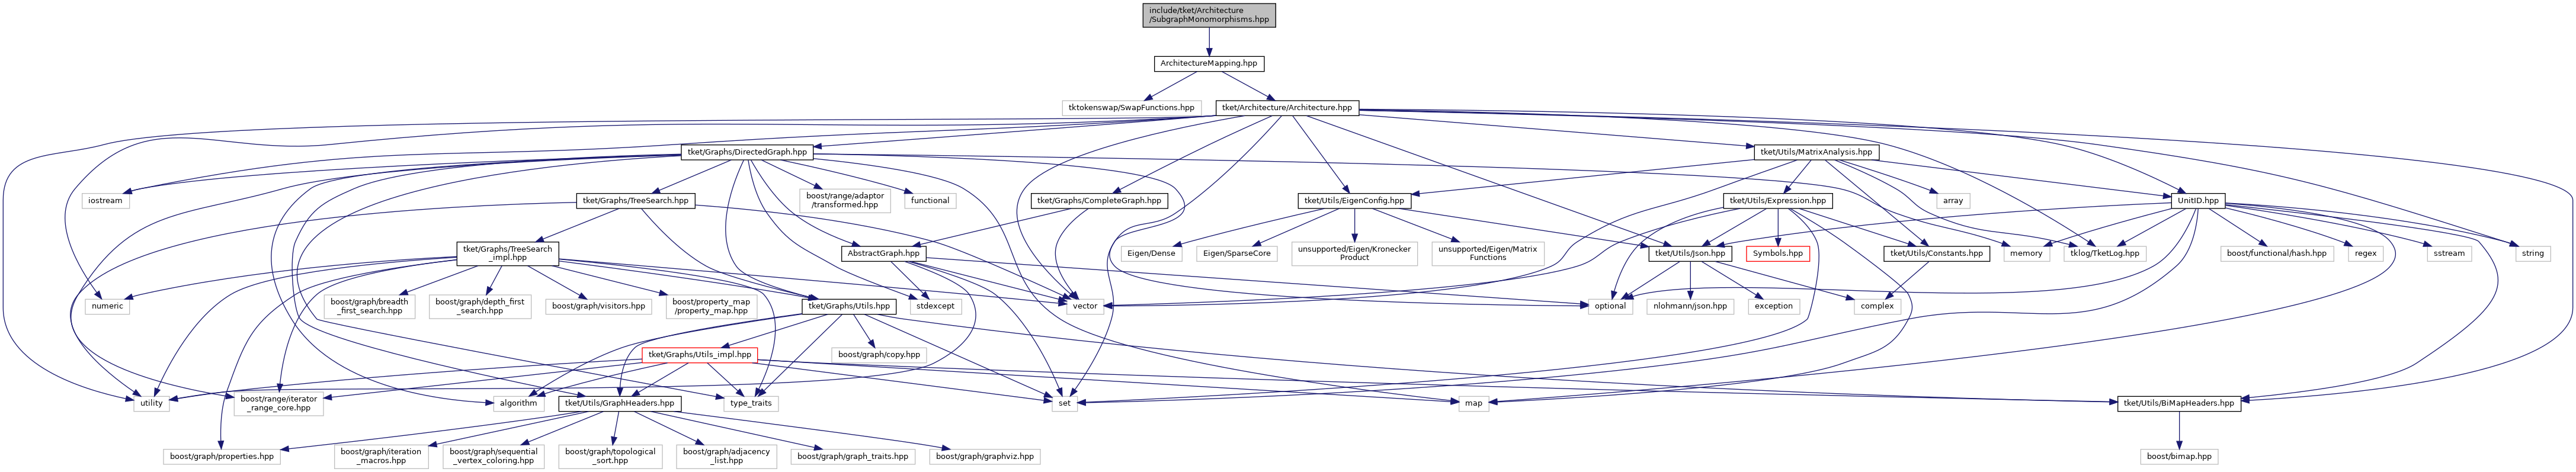 include/tket/Architecture
/SubgraphMonomorphisms.hpp
ArchitectureMapping.hpp
tktokenswap/SwapFunctions.hpp
tket/Architecture/Architecture.hpp
tket/Graphs/DirectedGraph.hpp
tket/Utils/MatrixAnalysis.hpp
iostream
tket/Graphs/TreeSearch.hpp
boost/range/adaptor
/transformed.hpp
functional
tket/Graphs/CompleteGraph.hpp
tket/Utils/EigenConfig.hpp
tket/Utils/Expression.hpp
array
UnitID.hpp
tket/Graphs/TreeSearch
_impl.hpp
AbstractGraph.hpp
Eigen/Dense
Eigen/SparseCore
unsupported/Eigen/Kronecker
Product
unsupported/Eigen/Matrix
Functions
tket/Utils/Json.hpp
Symbols.hpp
tket/Utils/Constants.hpp
memory
tklog/TketLog.hpp
boost/functional/hash.hpp
regex
sstream
string
numeric
boost/graph/breadth
_first_search.hpp
boost/graph/depth_first
_search.hpp
boost/graph/visitors.hpp
boost/property_map
/property_map.hpp
tket/Graphs/Utils.hpp
stdexcept
vector
optional
nlohmann/json.hpp
exception
complex
tket/Graphs/Utils_impl.hpp
boost/graph/copy.hpp
utility
boost/range/iterator
_range_core.hpp
algorithm
tket/Utils/GraphHeaders.hpp
type_traits
set
map
tket/Utils/BiMapHeaders.hpp
boost/graph/properties.hpp
boost/graph/iteration
_macros.hpp
boost/graph/sequential
_vertex_coloring.hpp
boost/graph/topological
_sort.hpp
boost/graph/adjacency
_list.hpp
boost/graph/graph_traits.hpp
boost/graph/graphviz.hpp
boost/bimap.hpp